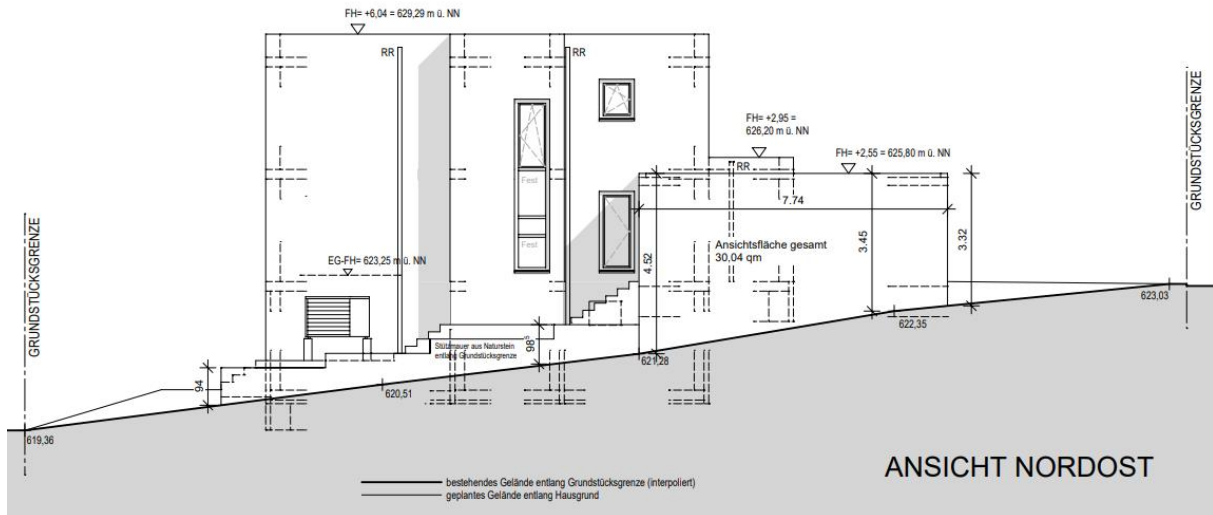 FH= +6,04 = 629,29 m ü. NN
RR
RR
GRUNDSTÜCKSGRENZE
FH= +2,95 =
626,20 m ü. NN
FH= +2,55 = 625,80 m ü. NN
RR
Fest
Fest
7.74
4.52
3.45
3.32
Ansichtsfläche gesamt
30,04 qm
EG-FH= 623,25 m ü. NN
GRUNDSTÜCKSGRENZE
623,03
622,35
Stützmauer aus Naturstein
entlang Grundstücksgrenze
98⁵
621,28
94
620,51
619,36
ANSICHT NORDOST
bestehendes Gelände entlang Grundstücksgrenze (interpoliert)
geplantes Gelände entlang Hausgrund